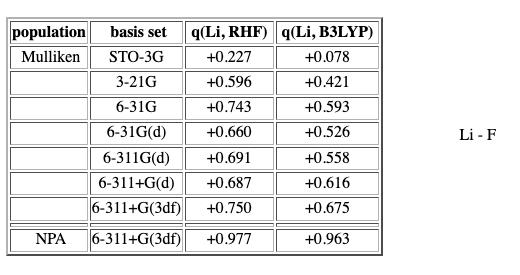 population basis set q(Li, RHF) q(Li, B3LYP)
Mulliken STO-3G +0.227 +0.078
3-21G +0.596 +0.421
6-31G +0.743 +0.593
6-31G(d) +0.660 +0.526
Li - F
6-311G(d) +0.691 +0.558
6-311+G(d) +0.687 +0.616
6-311+G(3df) +0.750 +0.675
NPA 6-311+G(3df) +0.977 +0.963